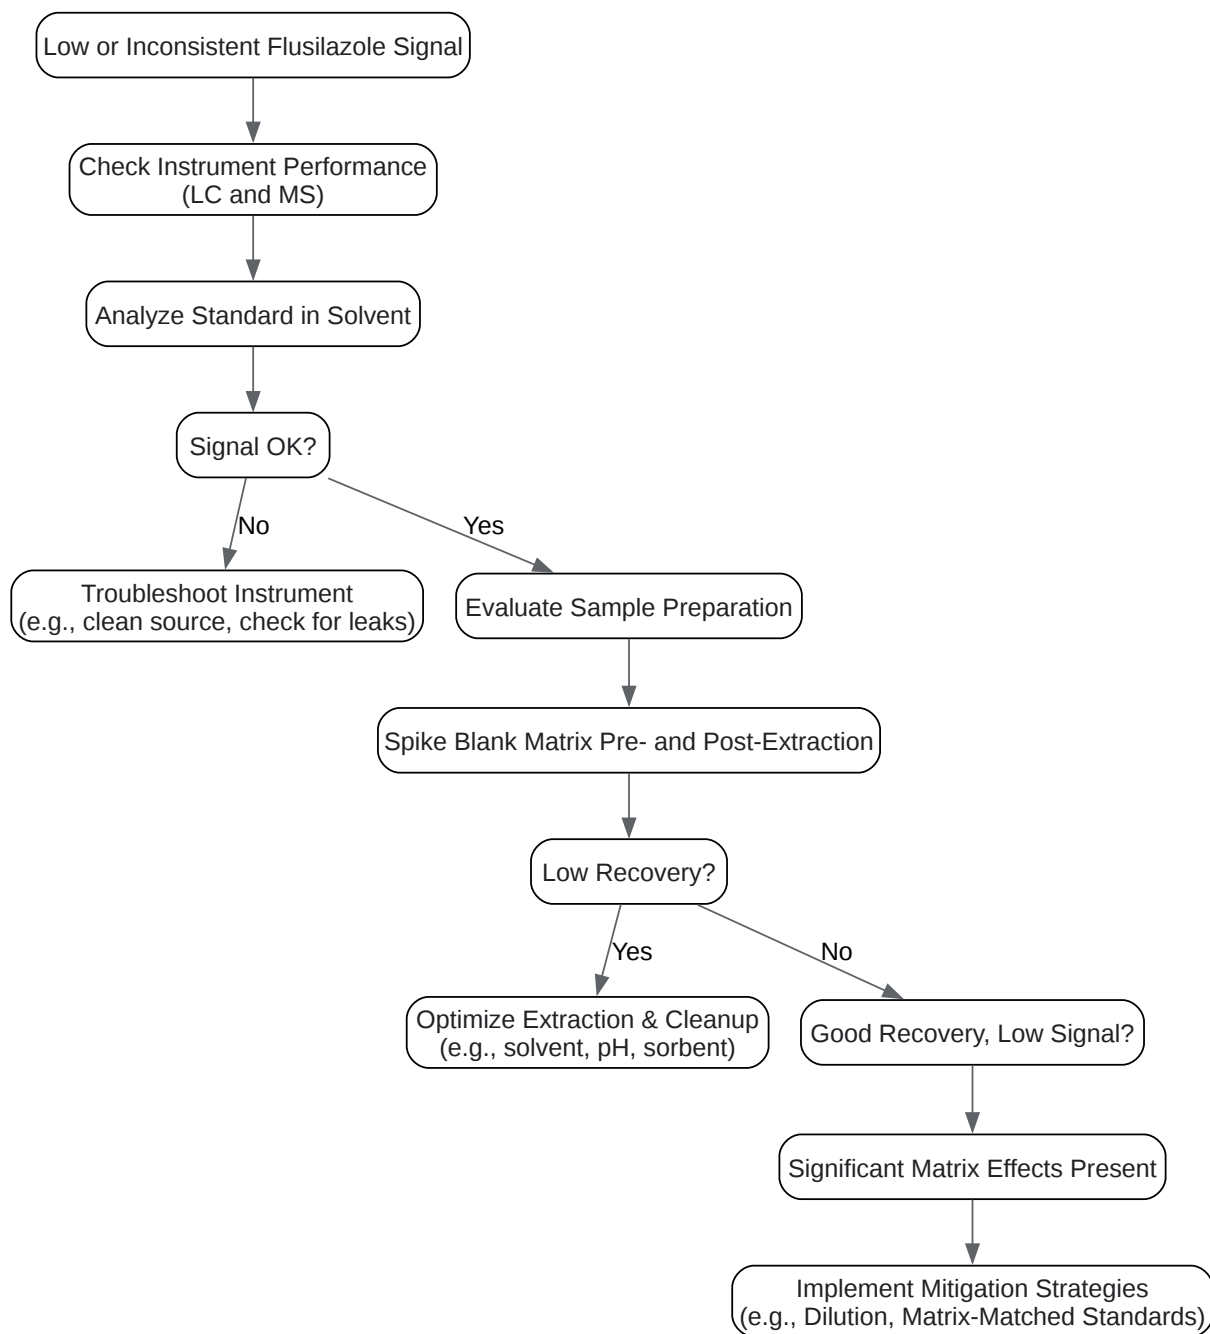 Low or Inconsistent Flusilazole Signal
Check Instrument Performance
(LC and MS)
Analyze Standard in Solvent
Signal OK?
No
Yes
Troubleshoot Instrument
(e.g., clean source, check for leaks)
Evaluate Sample Preparation
Spike Blank Matrix Pre- and Post-Extraction
Low Recovery?
Yes
No
Optimize Extraction & Cleanup
(e.g., solvent, pH, sorbent)
Good Recovery, Low Signal?
Significant Matrix Effects Present
Implement Mitigation Strategies
(e.g., Dilution, Matrix-Matched Standards)